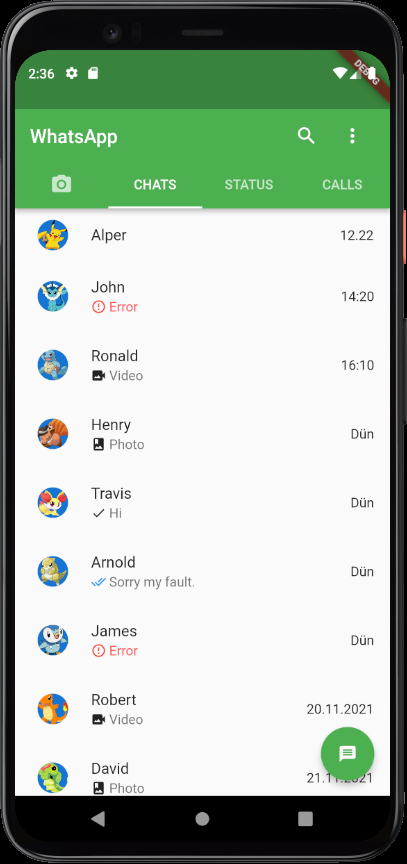 2:36
DEBUG
WhatsApp
CHATS STATUS CALLS
Alper 12.22
John
Error 14:20
Ronald
Video 16:10
Henry
Photo Dün
Travis
Hi Dün
Arnold
Sorry my fault. Dün
James
Error Dün
Robert
Video 20.11.2021
David
Photo 21.11.2021